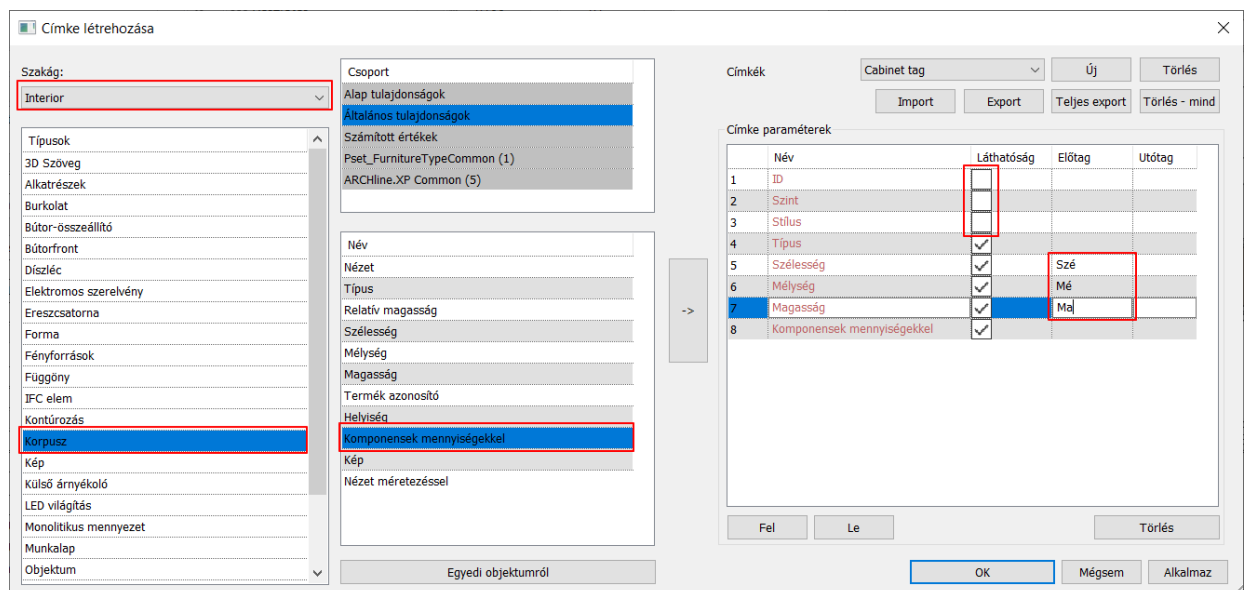 Címke létrehozása
Szakág:
Interior
Típusok
3D Szöveg
Alkatrészek
Burkolat
Bútor-összeállító
Bútorfront
Díszléc
Elektromos szerelvény
Ereszcsatorna
Forma
Fényforrások
Függöny
IFC elem
Kontúrozás
Korpusz
Kép
Külső árnyékoló
LED világítás
Monolitikus mennyezet
Munkalap
Objektum
Csoport
Alap tulajdonságok
Általános tulajdonságok
Számított értékek
Pset_FurnitureTypeCommon (1)
ARCHline.XP Common (5)
Név
Nézet
Típus
Relatív magasság
Szélesség
Mélység
Magasság
Termék azonosító
Helyiség
Komponensek mennyiségekkel
Kép
Nézet méretezéssel
Egyedi objektumról
->
Címkék Cabinet tag Új Törlés
Import Export Teljes export Törlés - mind
Címke paraméterek
Név Láthatóság Előtag Utótag
1 ID
2 Szint
3 Stílus
4 Típus
5 Szélesség Szé
6 Mélység Mé
7 Magasság Ma
8 Komponensek mennyiségekkel
Fel Le Törlés
OK Mégsem Alkalmaz